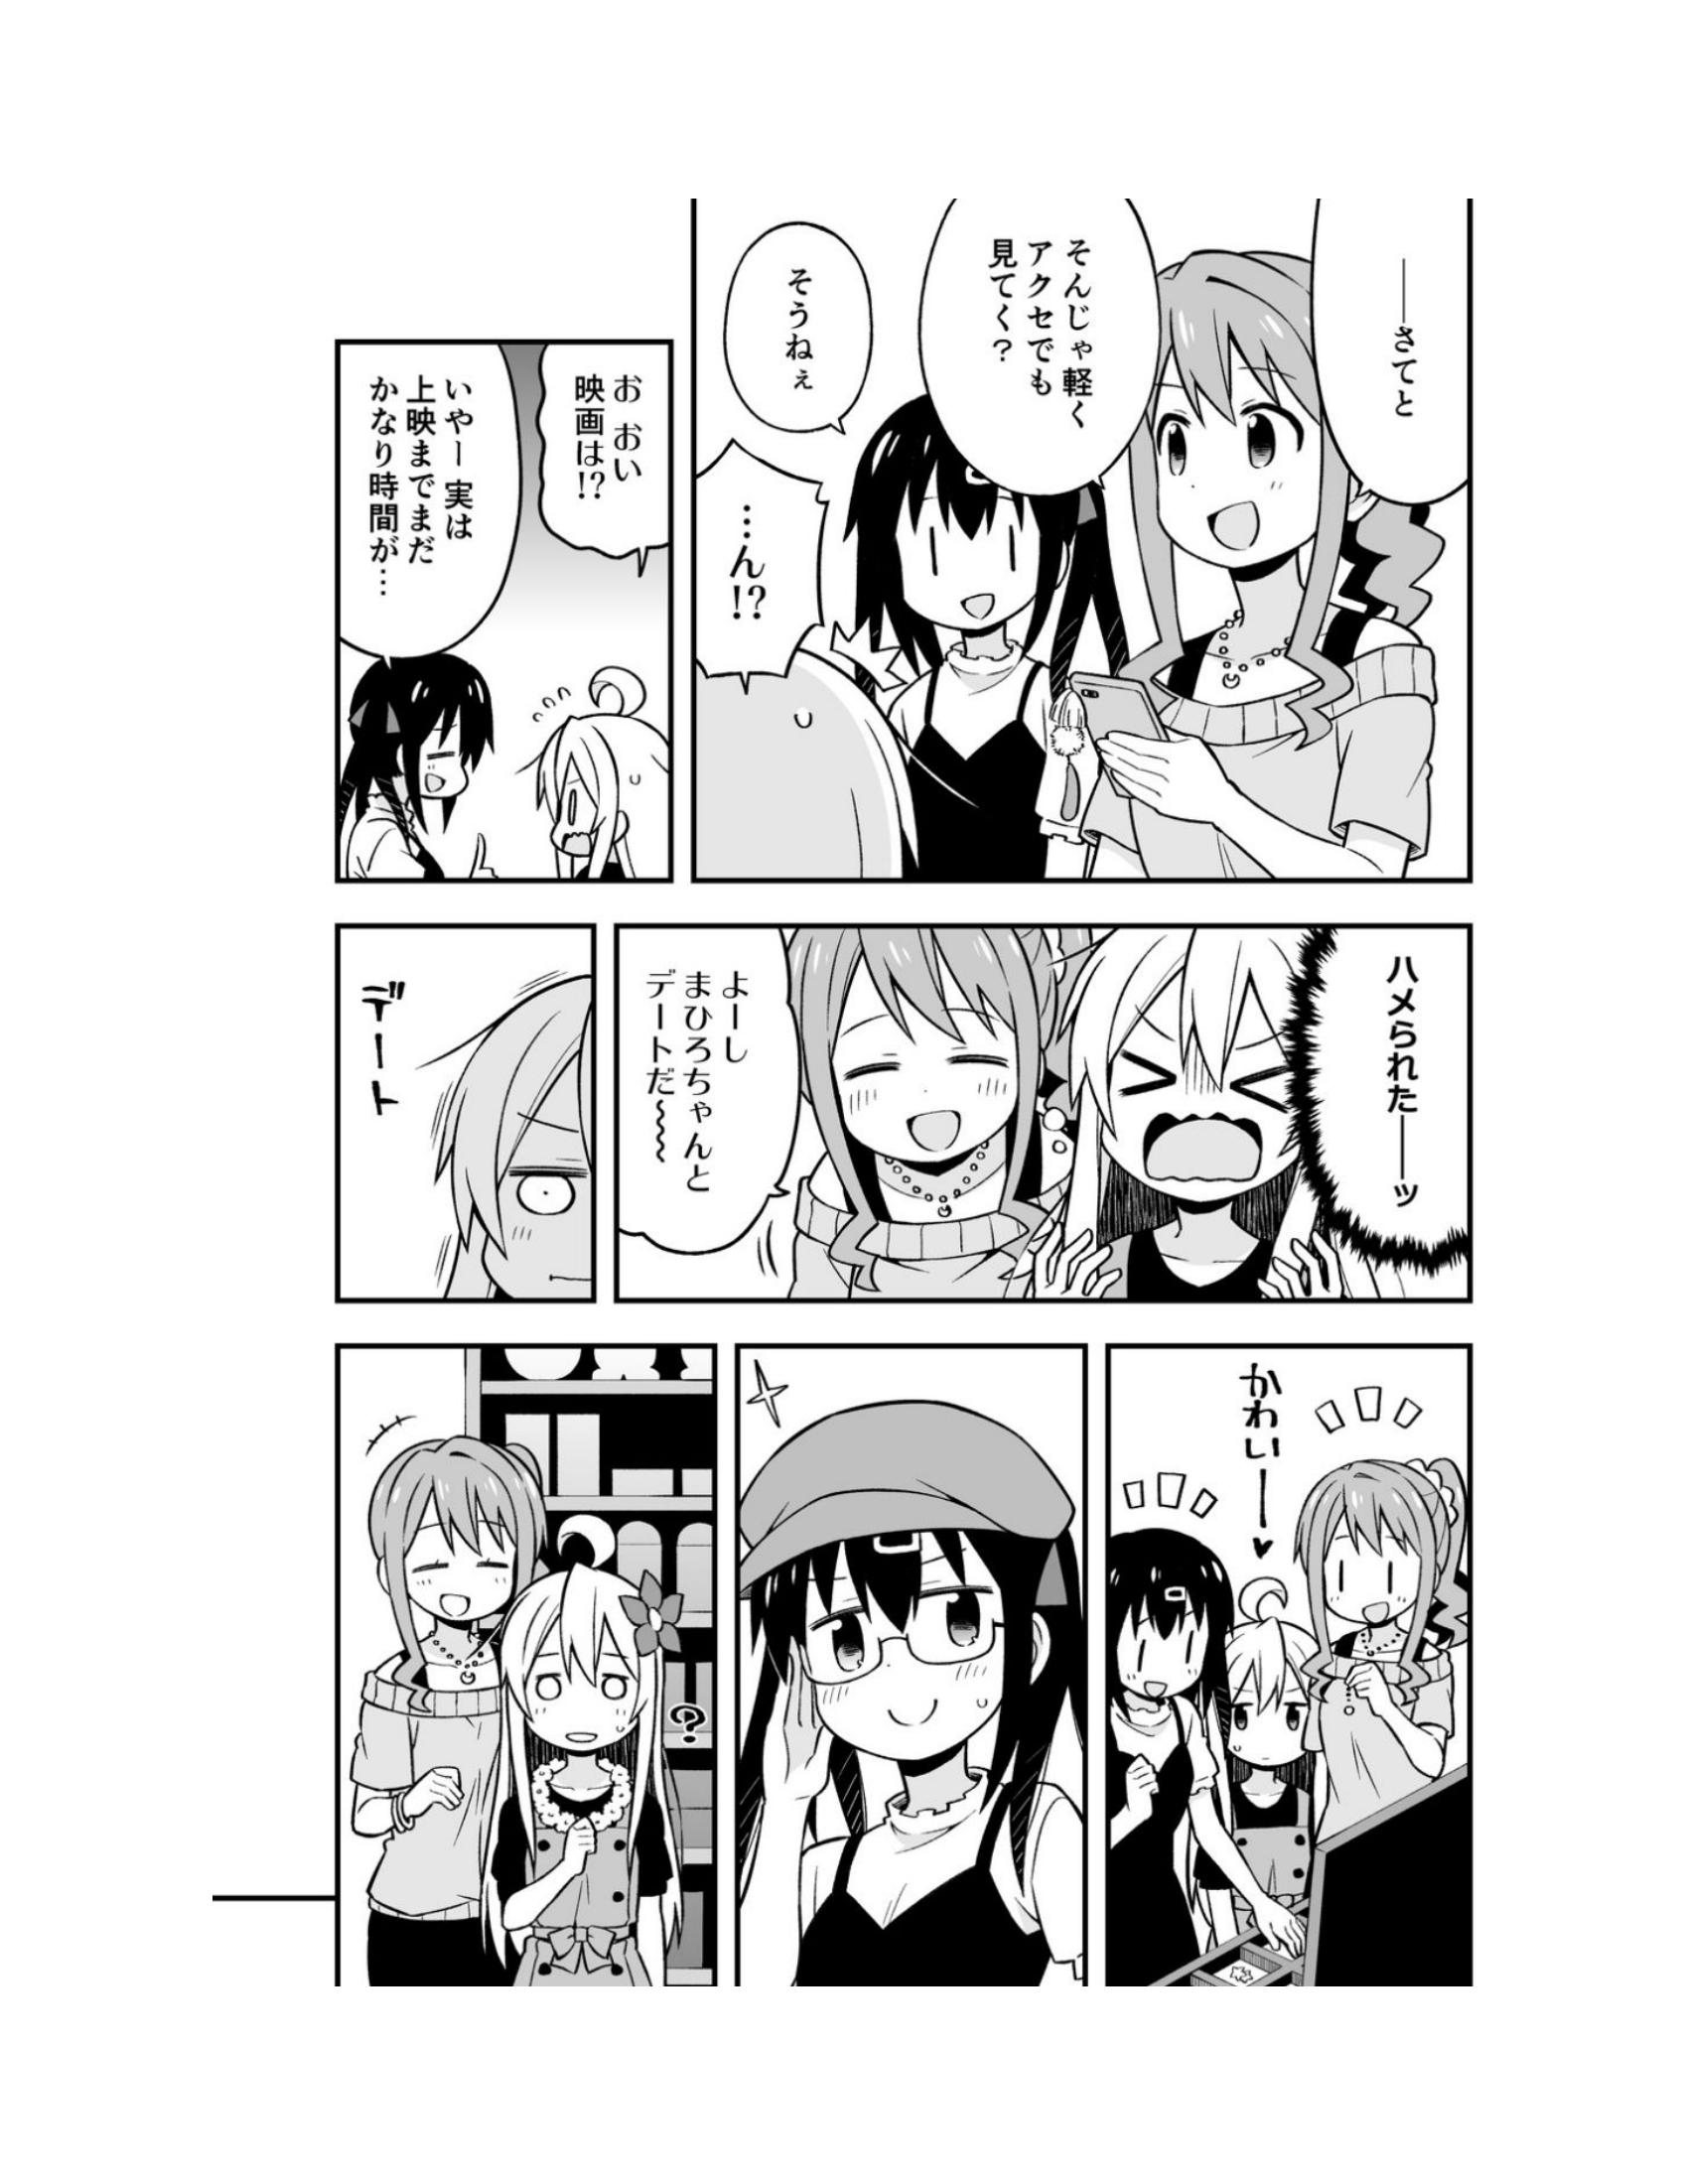 ───さてと
そんじゃ軽く
アクセでも
見てく?
そうねぇ
…ん!?
お おい
映画は!?
いやー 実は
上映までまだ
かなり時間が…
ハメられたーーッ
よーし
まひろちゃんと
デートだ〜〜〜
デート
かわいーー♥
?